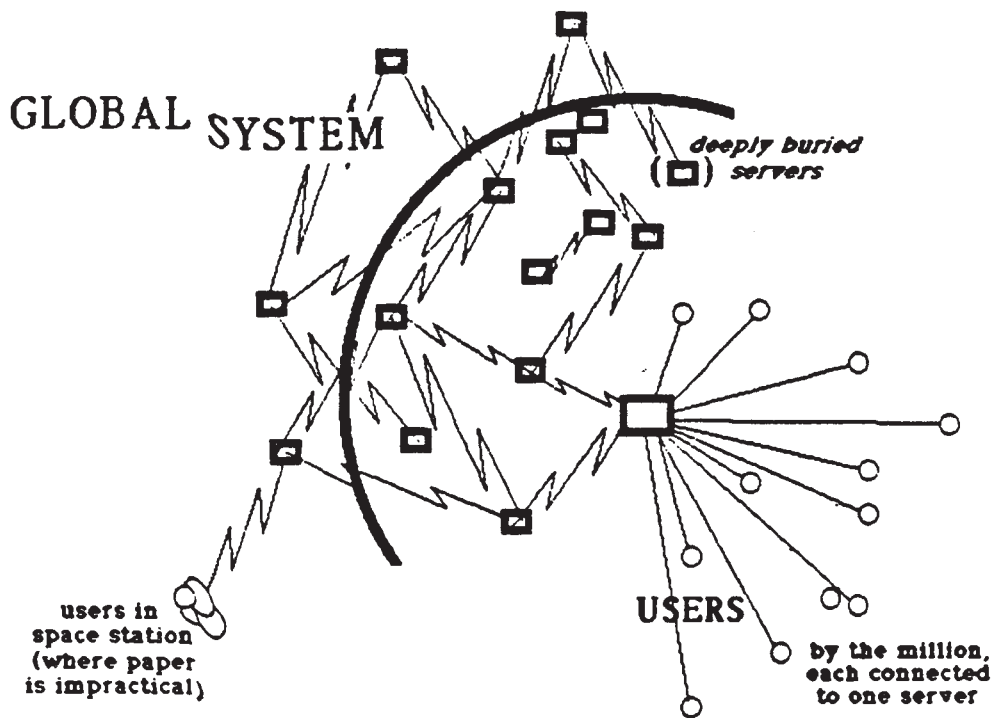 GLOBAL SYSTEM
deeply buried
( ) servers
users in
space station
(where paper
is impractical)
USERS
by the million,
each connected
to one server